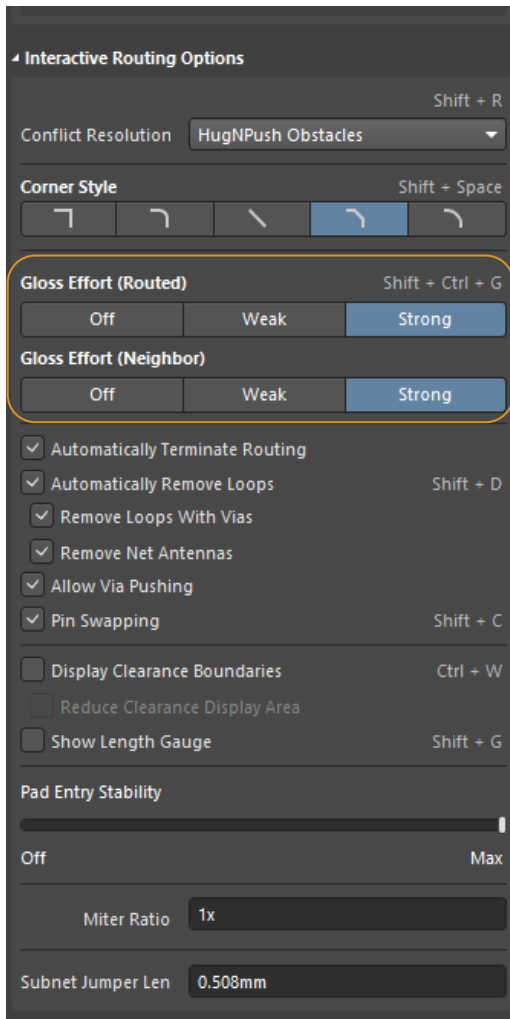 Interactive Routing Options
Shift + R
Conflict Resolution HugNPush Obstacles
Corner Style Shift + Space
Gloss Effort (Routed) Shift + Ctrl + G
Off Weak Strong
Gloss Effort (Neighbor)
Off Weak Strong
Automatically Terminate Routing
Automatically Remove Loops Shift + D
Remove Loops With Vias
Remove Net Antennas
Allow Via Pushing
Pin Swapping Shift + C
Display Clearance Boundaries Ctrl + W
Reduce Clearance Display Area
Show Length Gauge Shift + G
Pad Entry Stability
Off Max
Miter Ratio 1x
Subnet Jumper Len 0.508mm